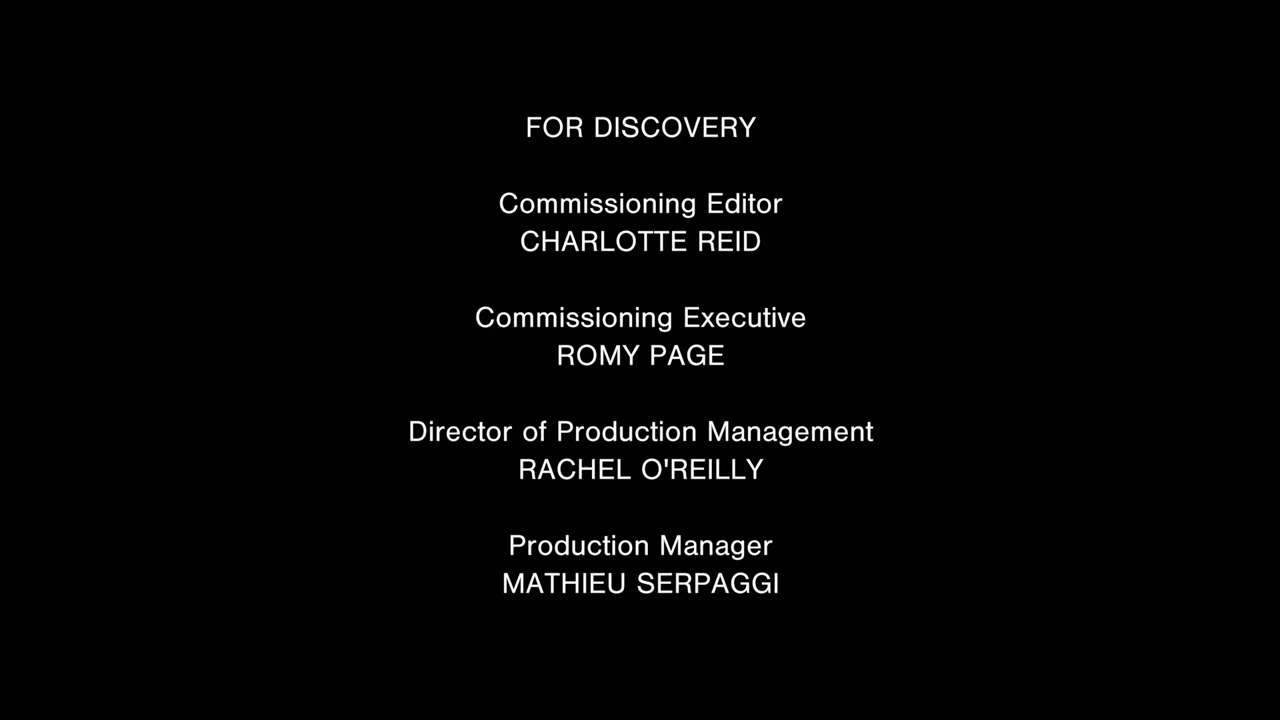 FOR DISCOVERY
Commissioning Editor
CHARLOTTE REID
Commissioning Executive
ROMY PAGE
Director of Production Management
RACHEL O'REILLY
Production Manager
MATHIEU SERPAGGI